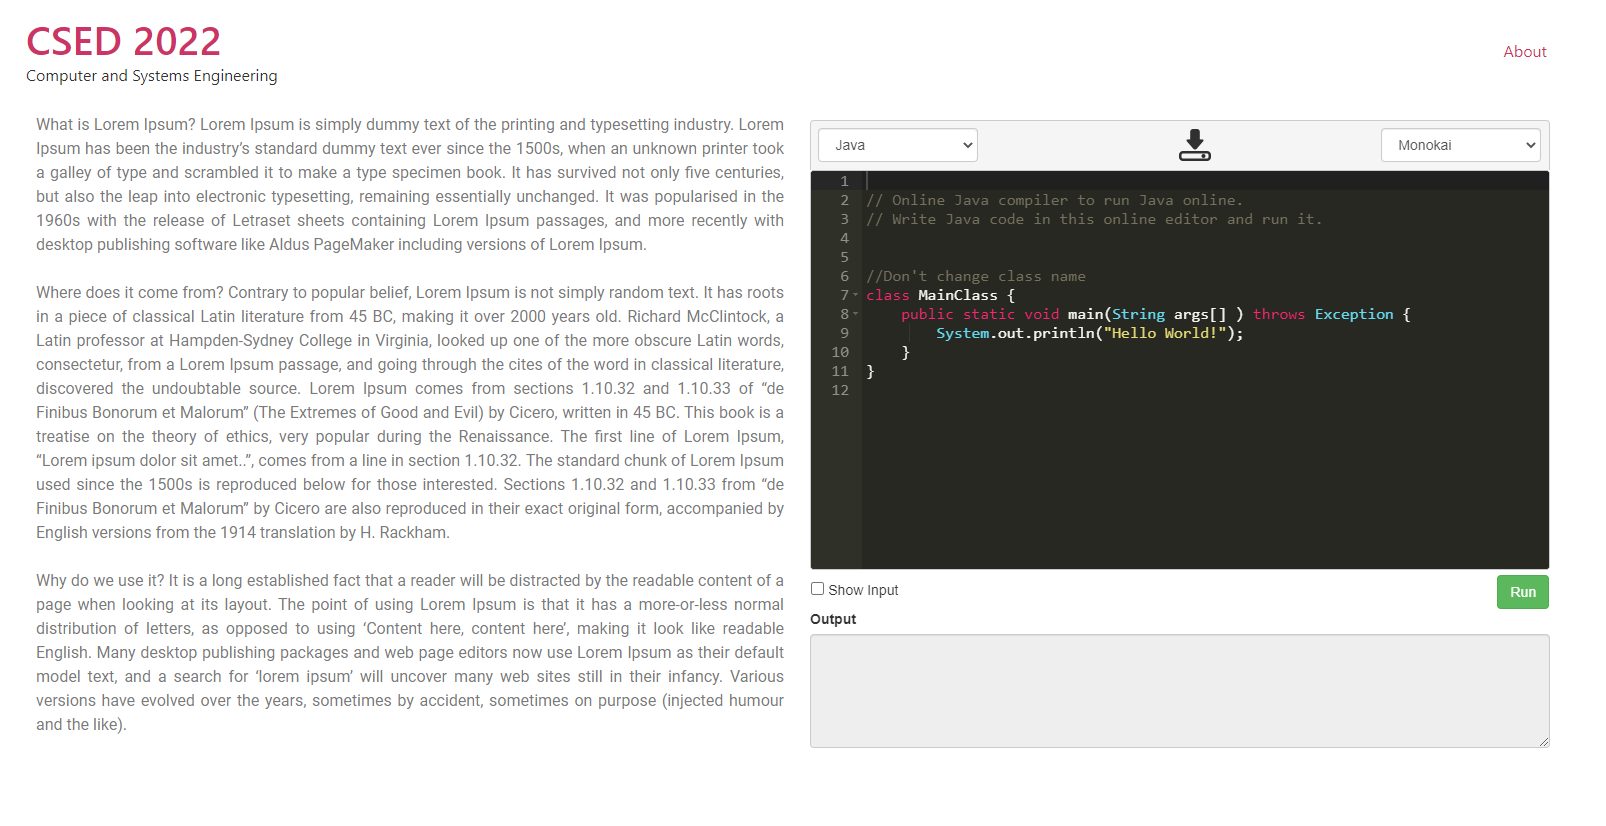 CSED 2022
Computer and Systems Engineering
About
What is Lorem Ipsum? Lorem Ipsum is simply dummy text of the printing and typesetting industry. Lorem
Ipsum has been the industry’s standard dummy text ever since the 1500s, when an unknown printer took
a galley of type and scrambled it to make a type specimen book. It has survived not only five centuries,
but also the leap into electronic typesetting, remaining essentially unchanged. It was popularised in the
1960s with the release of Letraset sheets containing Lorem Ipsum passages, and more recently with
desktop publishing software like Aldus PageMaker including versions of Lorem Ipsum.
Where does it come from? Contrary to popular belief, Lorem Ipsum is not simply random text. It has roots
in a piece of classical Latin literature from 45 BC, making it over 2000 years old. Richard McClintock, a
Latin professor at Hampden-Sydney College in Virginia, looked up one of the more obscure Latin words,
consectetur, from a Lorem Ipsum passage, and going through the cites of the word in classical literature,
discovered the undoubtable source. Lorem Ipsum comes from sections 1.10.32 and 1.10.33 of “de
Finibus Bonorum et Malorum” (The Extremes of Good and Evil) by Cicero, written in 45 BC. This book is a
treatise on the theory of ethics, very popular during the Renaissance. The first line of Lorem Ipsum,
“Lorem ipsum dolor sit amet..”, comes from a line in section 1.10.32. The standard chunk of Lorem Ipsum
used since the 1500s is reproduced below for those interested. Sections 1.10.32 and 1.10.33 from “de
Finibus Bonorum et Malorum” by Cicero are also reproduced in their exact original form, accompanied by
English versions from the 1914 translation by H. Rackham.
Why do we use it? It is a long established fact that a reader will be distracted by the readable content of a
page when looking at its layout. The point of using Lorem Ipsum is that it has a more-or-less normal
distribution of letters, as opposed to using ‘Content here, content here’, making it look like readable
English. Many desktop publishing packages and web page editors now use Lorem Ipsum as their default
model text, and a search for ‘lorem ipsum’ will uncover many web sites still in their infancy. Various
versions have evolved over the years, sometimes by accident, sometimes on purpose (injected humour
and the like).
Java
Monokai
1
2 // Online Java compiler to run Java online.
3 // Write Java code in this online editor and run it.
4
5
6 //Don't change class name
7 class MainClass {
8     public static void main(String args[] ) throws Exception {
9         System.out.println("Hello World!");
10     }
11 }
12
Show Input
Run
Output